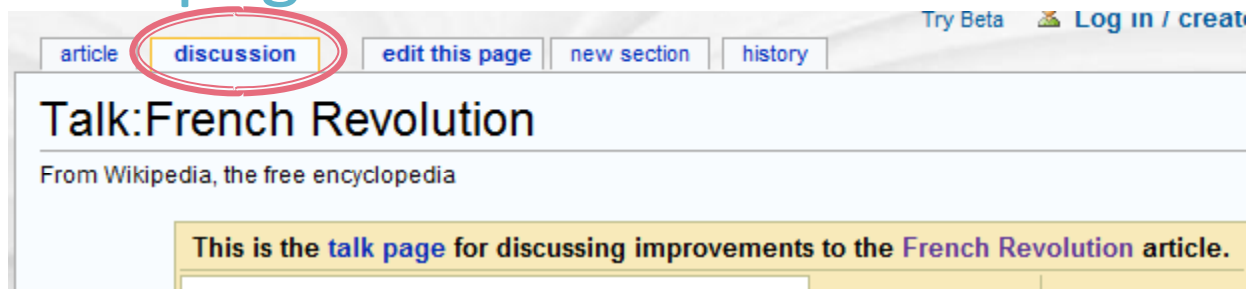 Try Beta Log in / create
article discussion edit this page new section history
Talk:French Revolution
From Wikipedia, the free encyclopedia
This is the talk page for discussing improvements to the French Revolution article.